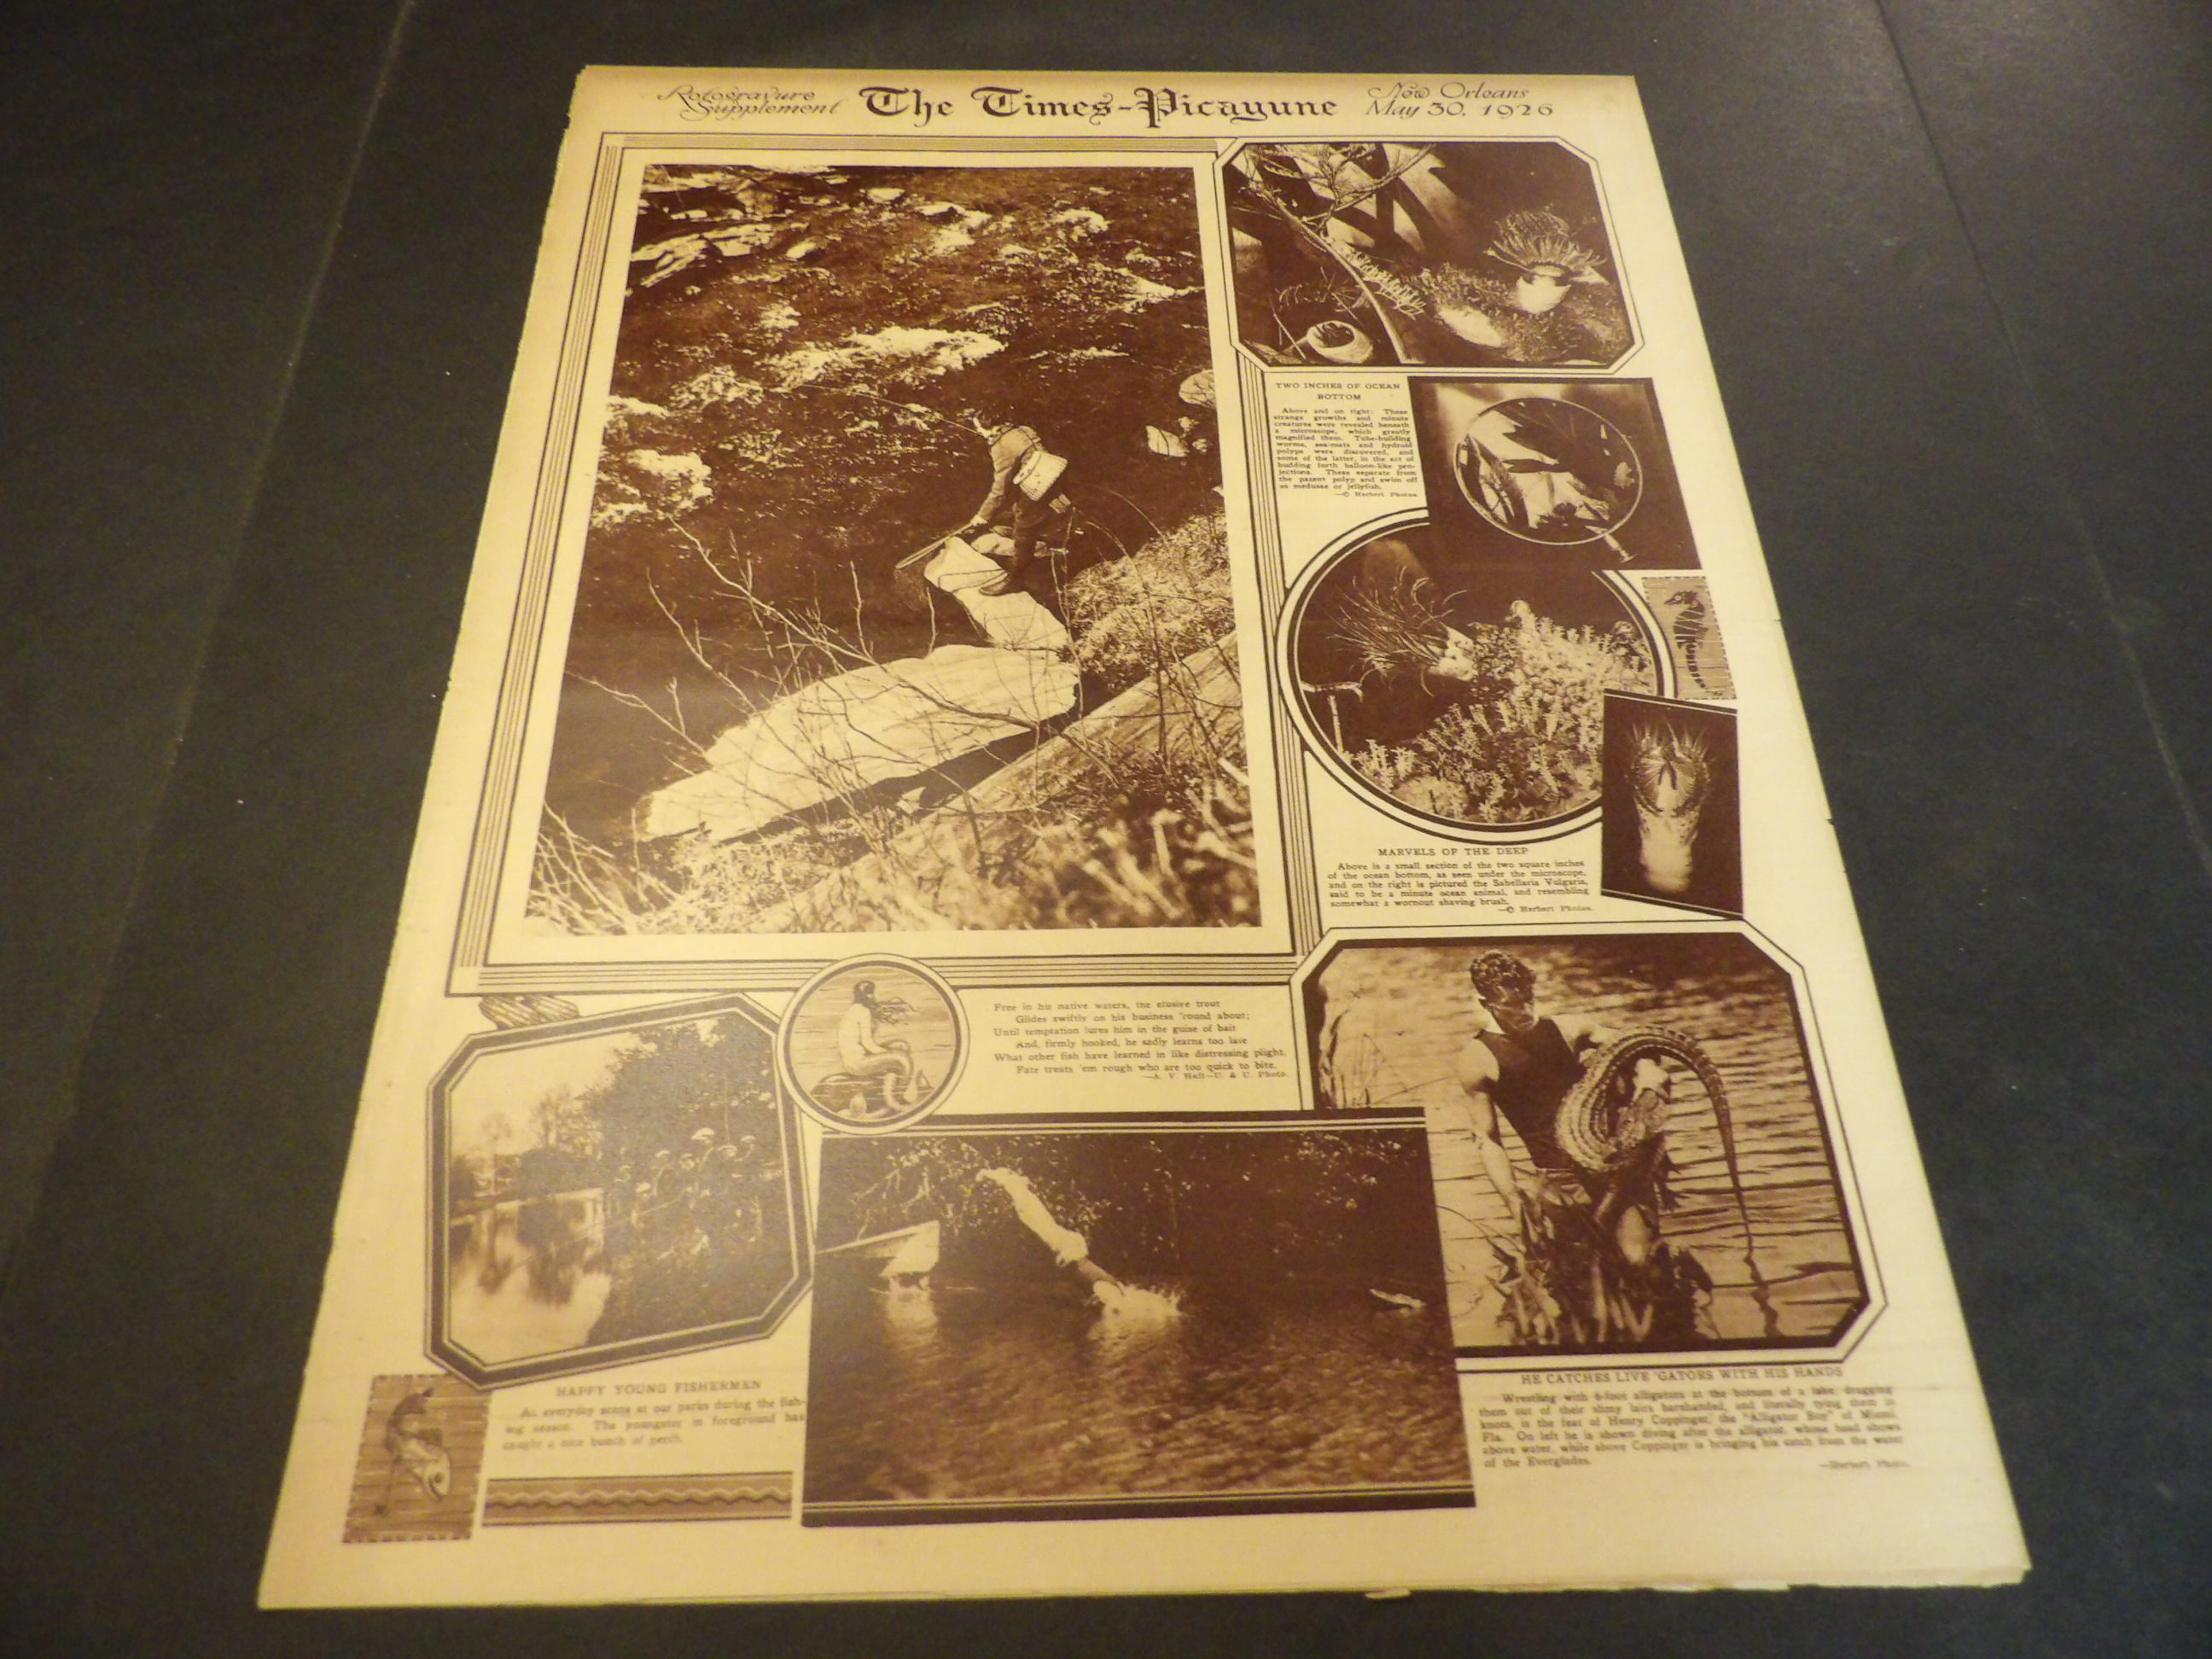 Rotogravure
Supplement
The Times-Picayune
New Orleans
May 30, 1926
TWO INCHES OF OCEAN
BOTTOM
Above and on right: These
strange growths and minute
creatures were revealed beneath
a microscope, which greatly
magnified them. Tube-building
worms, sea-mats and hydroid
polyps were discovered, and
some of the latter, in the act of
budding forth balloon-like pro-
jections. These separate from
the parent polyp and swim off
as medusae or jellyfish.
—© Herbert Photos.
MARVELS OF THE DEEP
Above is a small section of the two square inches
of the ocean bottom, as seen under the microscope,
and on the right is pictured the Sabellaria Vulgaris,
said to be a minute ocean animal, and resembling
somewhat a wornout shaving brush.
—© Herbert Photos.
Free in his native waters, the elusive trout
Glides swiftly on his business 'round about;
Until temptation lures him in the guise of bait
And, firmly hooked, he sadly learns too late
What other fish have learned in like distressing plight,
Fate treats 'em rough who are too quick to bite.
—A. V. Hall—U. & U. Photo.
HAPPY YOUNG FISHERMEN
An everyday scene at our parks during the fish-
ing season. The youngster in foreground has
caught a nice bunch of perch.
HE CATCHES LIVE 'GATORS WITH HIS HANDS
Wrestling with 6-foot alligators at the bottom of a lake, dragging
them out of their slimy lairs barehanded, and literally tying them in
knots, is the feat of Henry Coppinger, the "Alligator Boy" of Miami,
Fla. On left he is shown diving after the alligator, whose head shows
above water, while above Coppinger is bringing his catch from the water
of the Everglades.
—Herbert Photo.